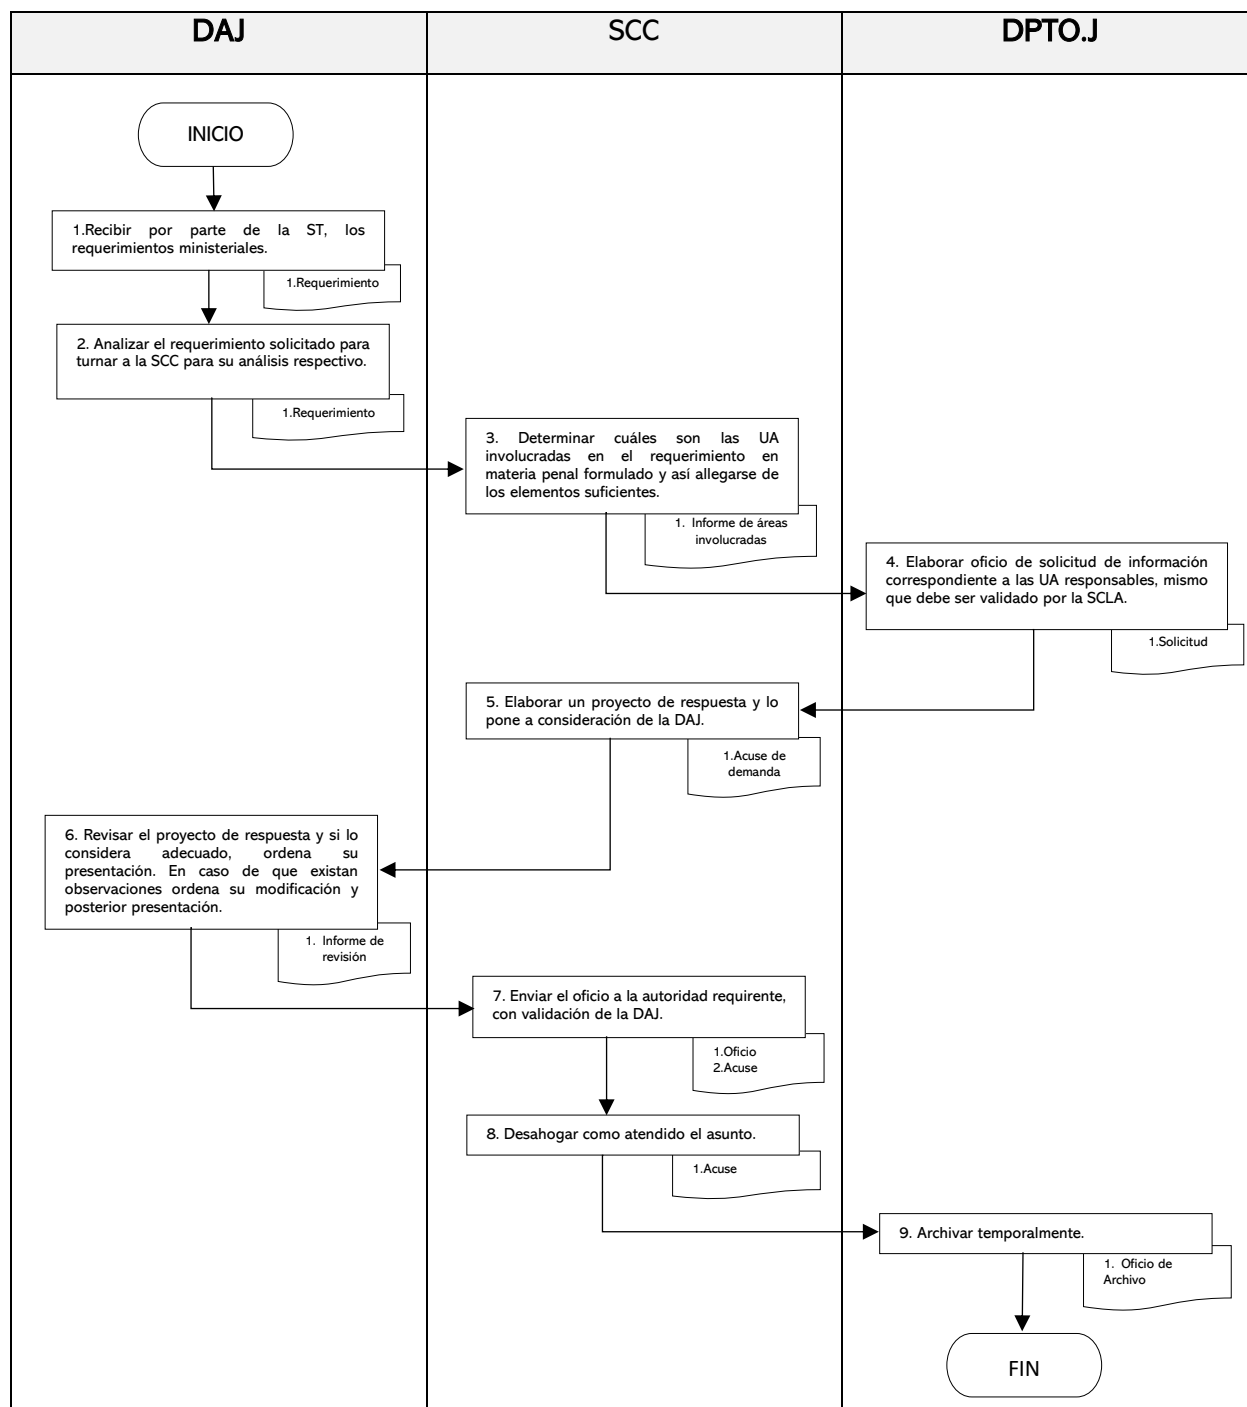 DAJ
SCC
DPTO.J
INICIO
1.Recibir por parte de la ST, los
requerimientos ministeriales.
1.Requerimiento
2. Analizar el requerimiento solicitado para
turnar a la SCC para su análisis respectivo.
1.Requerimiento
3. Determinar cuáles son las UA
involucradas en el requerimiento en
materia penal formulado y así allegarse de
los elementos suficientes.
1. Informe de áreas
involucradas
4. Elaborar oficio de solicitud de información
correspondiente a las UA responsables, mismo
que debe ser validado por la SCLA.
1.Solicitud
5. Elaborar un proyecto de respuesta y lo
pone a consideración de la DAJ.
1.Acuse de
demanda
6. Revisar el proyecto de respuesta y si lo
considera adecuado, ordena su
presentación. En caso de que existan
observaciones ordena su modificación y
posterior presentación.
1. Informe de
revisión
7. Enviar el oficio a la autoridad requirente,
con validación de la DAJ.
1.Oficio
2.Acuse
8. Desahogar como atendido el asunto.
1.Acuse
9. Archivar temporalmente.
1. Oficio de
Archivo
FIN